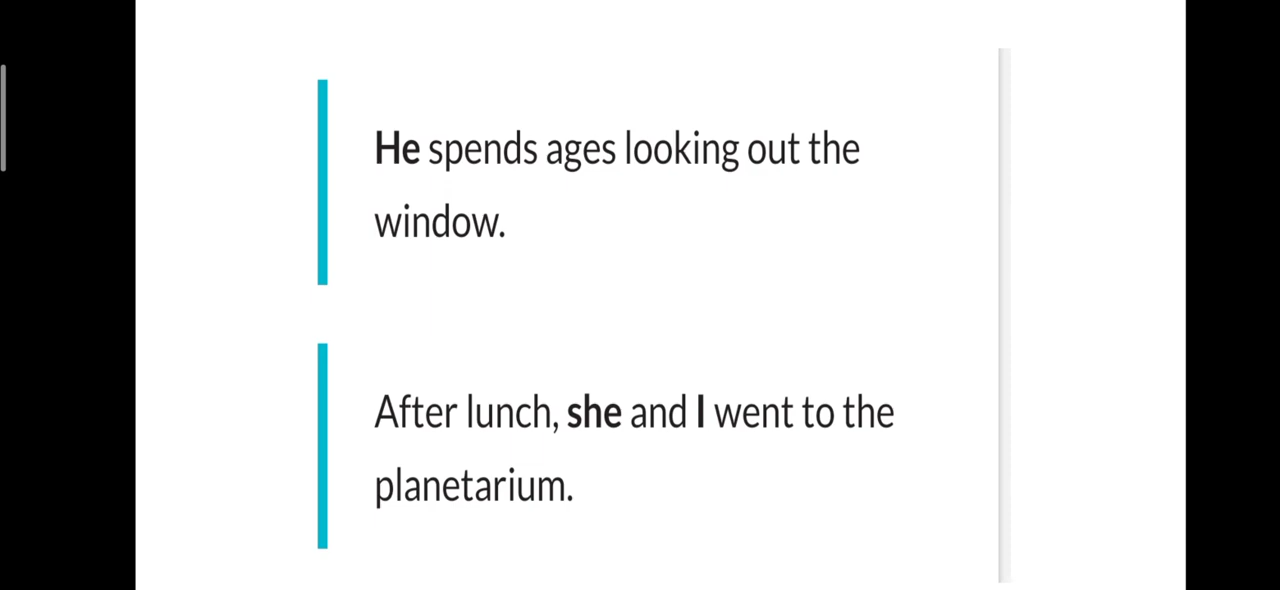 He spends ages looking out the
window.
After lunch, she and I went to the
planetarium.